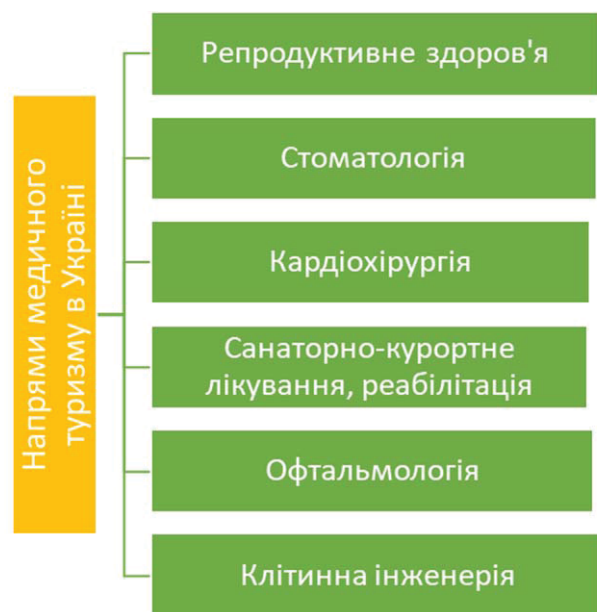 Напрями медичного
туризму в Україні
Репродуктивне здоров'я
Стоматологія
Кардіохірургія
Санаторно-курортне
лікування, реабілітація
Офтальмологія
Клітинна інженерія